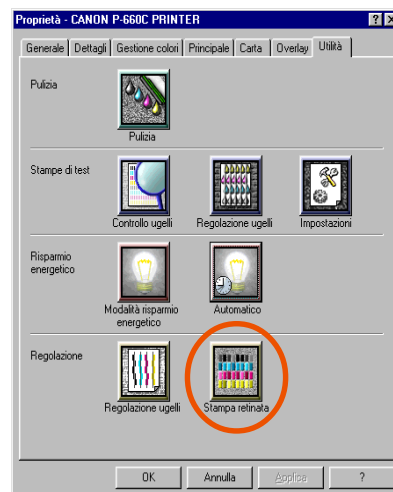 Proprietà - CANON P-660C PRINTER
Generale Dettagli Gestione colori Principale Carta Overlay Utilità
Pulizia
Pulizia
Stampe di test
Controllo ugelli Regolazione ugelli Impostazioni
Risparmio
energetico
Modalità risparmio
energetico
Automatico
Regolazione
Regolazione ugelli Stampa retinata
OK Annulla Applica ?